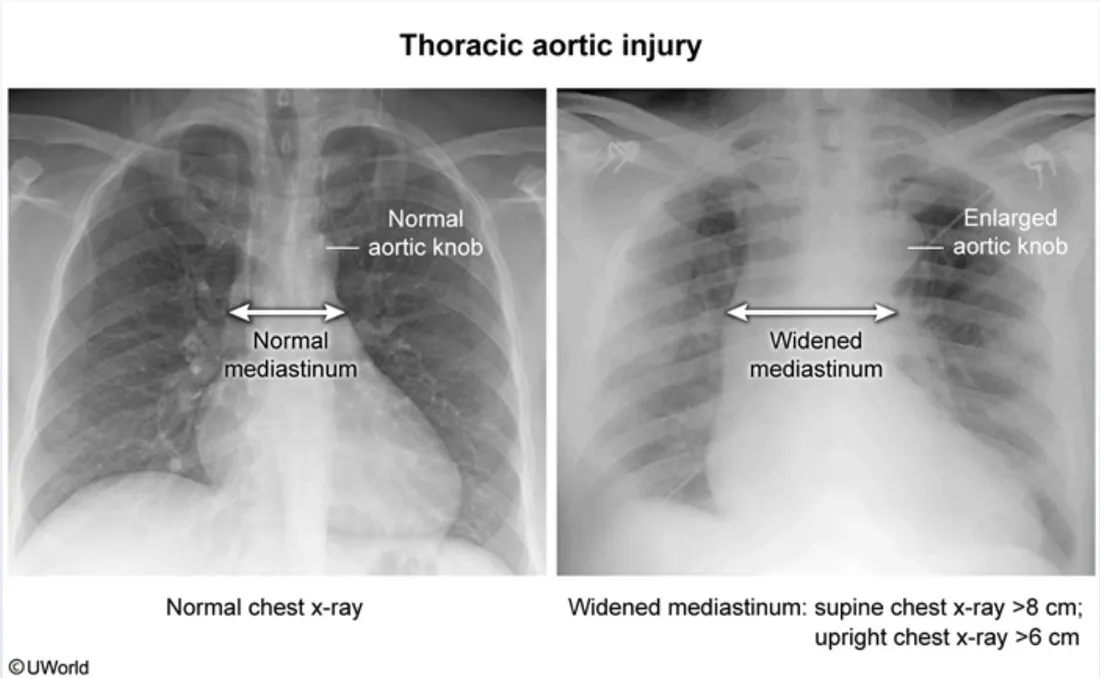 Thoracic aortic injury
Normal
aortic knob
Normal
mediastinum
Enlarged
aortic knob
Widened
mediastinum
Normal chest x-ray
Widened mediastinum: supine chest x-ray >8 cm;
upright chest x-ray >6 cm
©UWorld